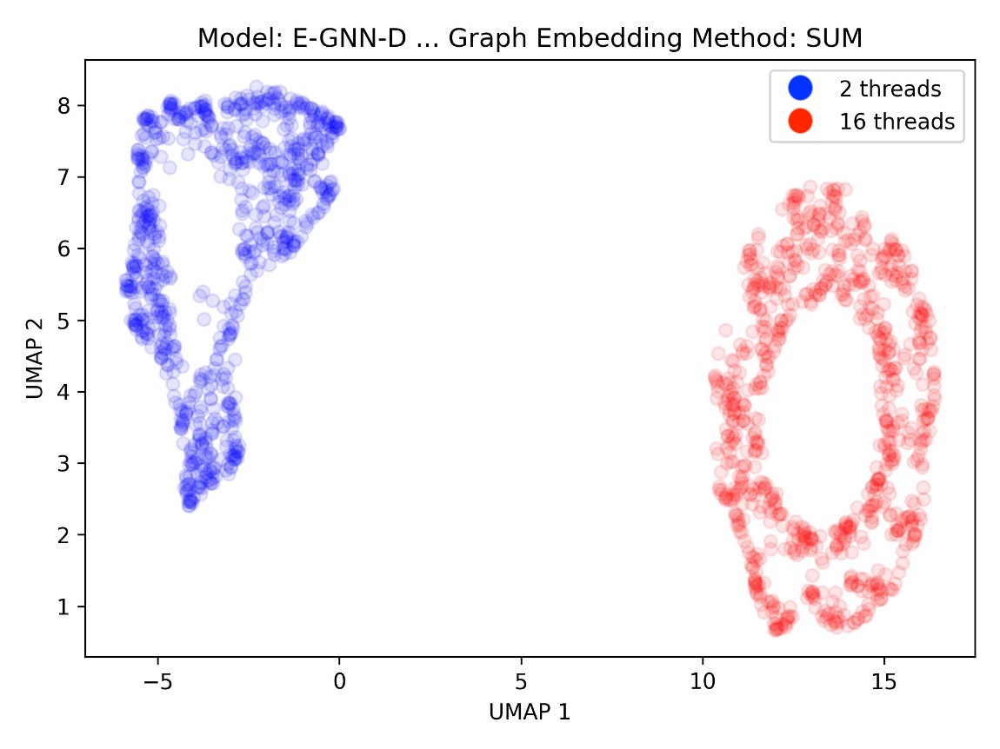 Model: E-GNN-D ... Graph Embedding Method: SUM
2 threads
16 threads
8
7
6
5
4
3
2
1
UMAP 2
−5
0
5
10
15
UMAP 1